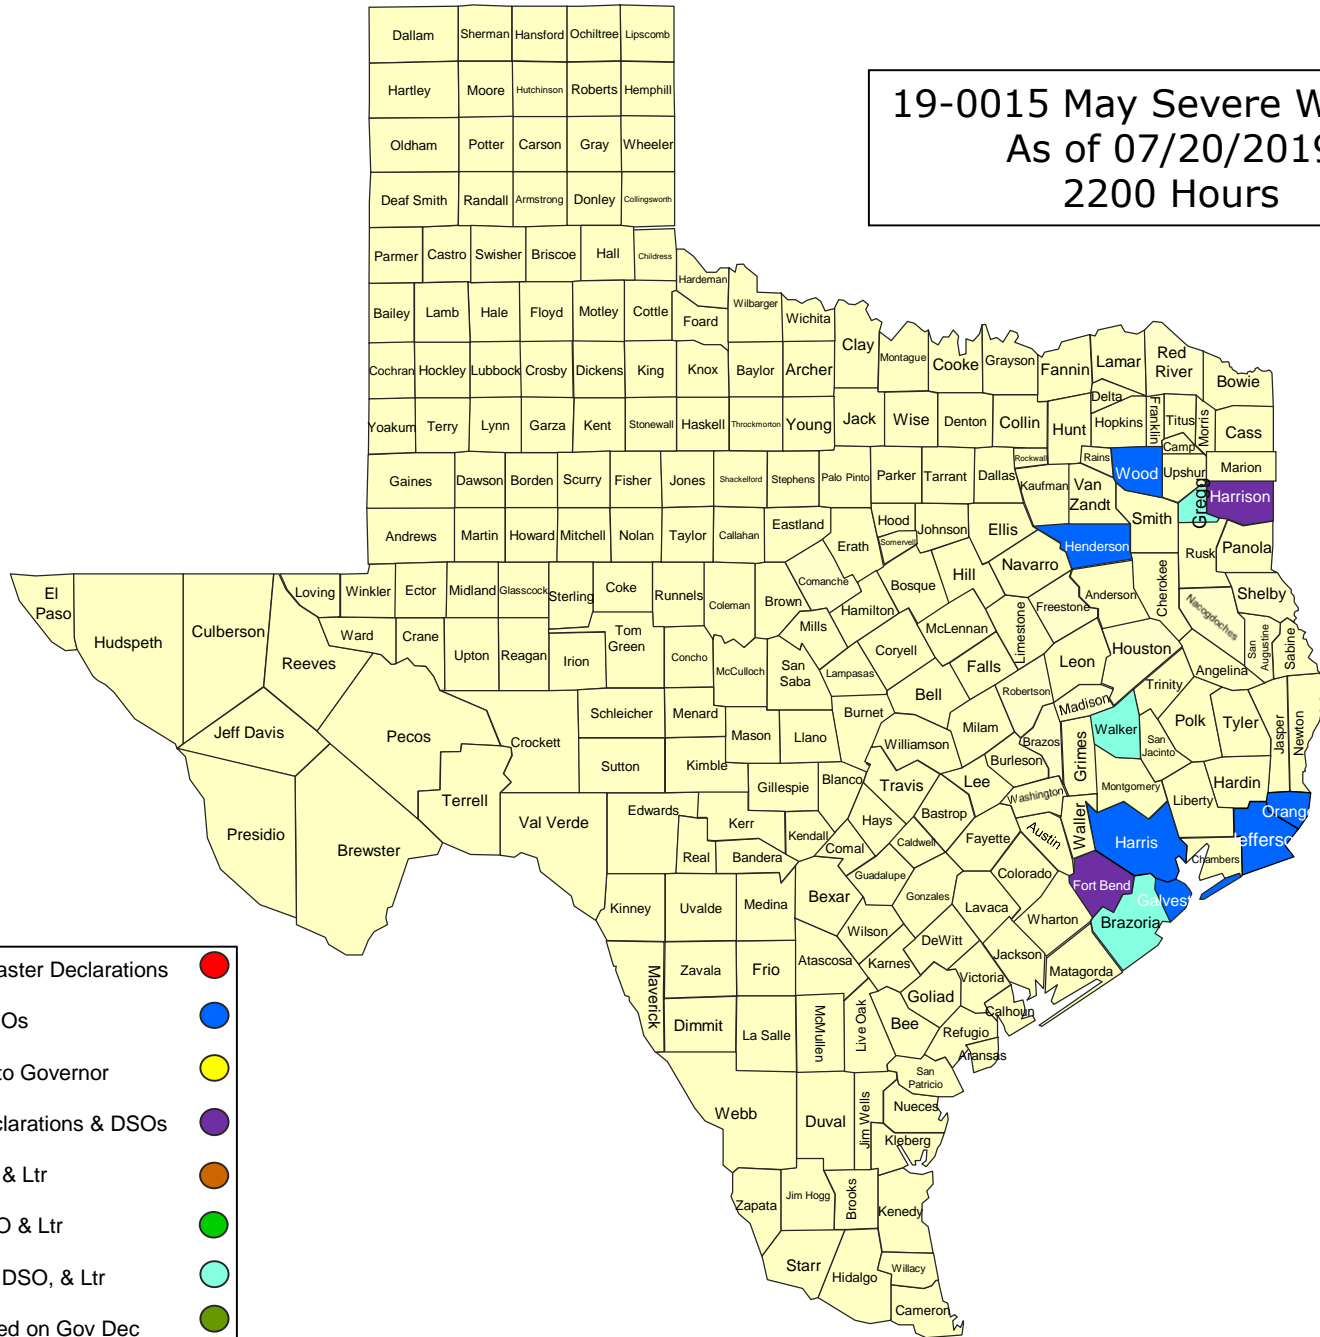 19-0015 May Severe W
As of 07/20/2019
2200 Hours
Dallam Sherman Hansford Ochiltree Lipscomb
Hartley Moore Hutchinson Roberts Hemphill
Oldham Potter Carson Gray Wheeler
Deaf Smith Randall Armstrong Donley Collingsworth
Parmer Castro Swisher Briscoe Hall Childress
Hardeman
Bailey Lamb Hale Floyd Motley Cottle Foard Wilbarger Wichita
Clay Montague Cooke Grayson Fannin Lamar Red River Bowie
Cochran Hockley Lubbock Crosby Dickens King Knox Baylor Archer
Delta
Yoakum Terry Lynn Garza Kent Stonewall Haskell Throckmorton Young Jack Wise Denton Collin Hunt Hopkins Franklin Titus Morris Cass
Camp
Gaines Dawson Borden Scurry Fisher Jones Shackelford Stephens Palo Pinto Parker Tarrant Dallas Rockwall Rains Wood Upshur Marion
Kaufman Van Zandt Gregg Harrison
Andrews Martin Howard Mitchell Nolan Taylor Callahan Eastland Erath Hood Somervell Johnson Ellis Henderson Smith Rusk Panola
El Paso Hudspeth Culberson Loving Winkler Ector Midland Glasscock Sterling Coke Runnels Coleman Brown Comanche Hamilton Bosque Hill Navarro Freestone Anderson Cherokee Nacogdoches Shelby
Reeves Ward Crane Upton Reagan Irion Tom Green Concho McCulloch San Saba Mills Lampasas Coryell McLennan Limestone Falls Leon Houston Angelina San Augustine Sabine
Jeff Davis Pecos Crockett Schleicher Menard Mason Llano Burnet Bell Milam Robertson Madison Trinity Walker San Jacinto Polk Tyler Jasper Newton
Sutton Kimble Gillespie Blanco Williamson Travis Lee Burleson Brazos Grimes Montgomery Liberty Hardin
Presidio Brewster Terrell Val Verde Edwards Kerr Real Bandera Kendall Comal Hays Caldwell Bastrop Fayette Washington Austin Waller Harris Chambers Jefferso Orang
Kinney Uvalde Medina Bexar Guadalupe Gonzales Lavaca Colorado Wharton Fort Bend Brazoria Galvest
Maverick Zavala Frio Atascosa Wilson Karnes DeWitt Jackson Matagorda
Dimmit La Salle McMullen Live Oak Bee Goliad Victoria Calhoun Refugio Aransas
San Patricio
Webb Duval Jim Wells Nueces Kleberg
Zapata Jim Hogg Brooks Kenedy
Starr Hidalgo Willacy
Cameron
aster Declarations
Os
to Governor
clarations & DSOs
& Ltr
O & Ltr
DSO, & Ltr
ed on Gov Dec